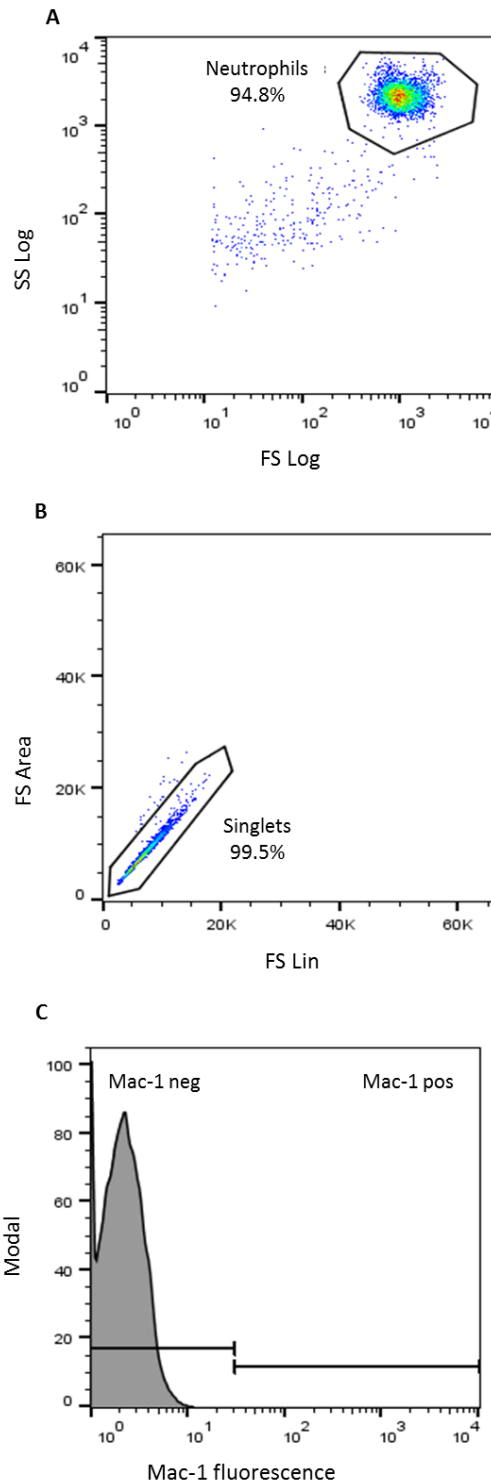 A
10^4
Neutrophils
94.8%
10^3
SS Log
10^2
10^1
10^0
10^0 10^1 10^2 10^3
FS Log
B
60K
40K
FS Area
20K
Singlets
99.5%
0
0 20K 40K 60K
FS Lin
C
100
Mac-1 neg Mac-1 pos
80
60
Modal
40
20
0
10^0 10^1 10^2 10^3 10^4
Mac-1 fluorescence